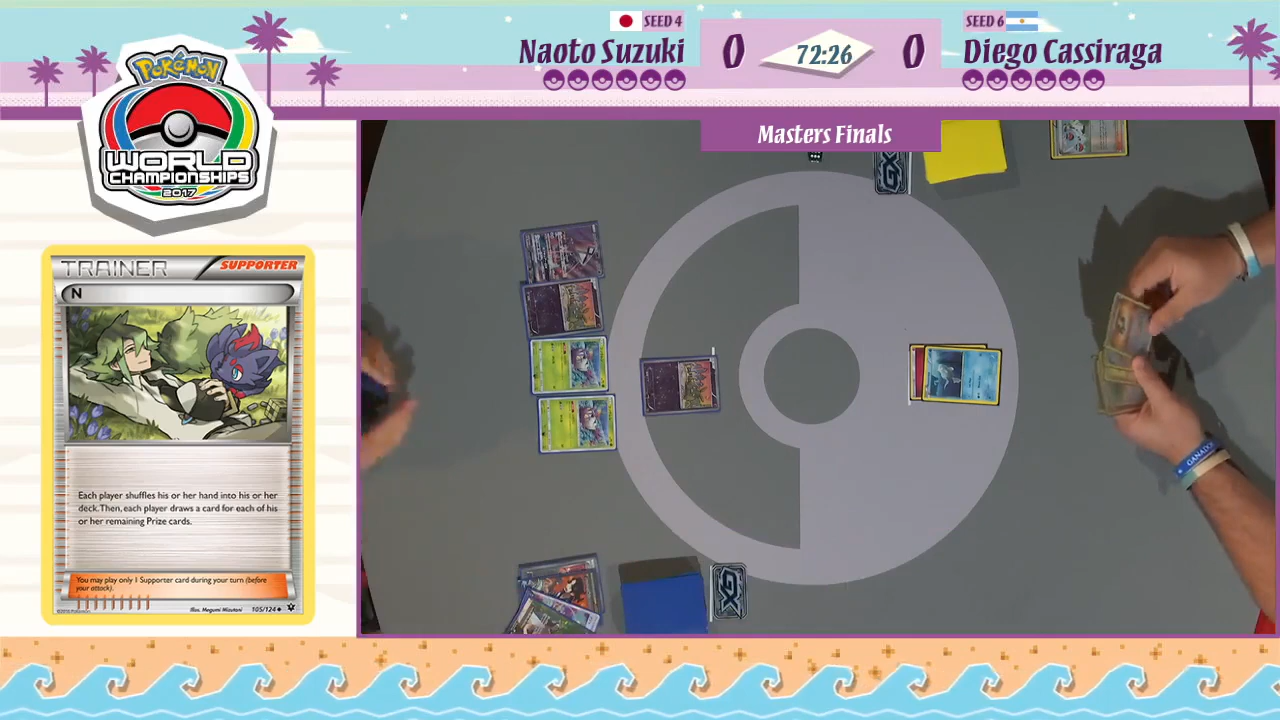 SEED 4
SEED 6
Naoto Suzuki
0
72:26
0
Diego Cassiraga
Masters Finals
Pokémon
WORLD
CHAMPIONSHIPS
2017
TRAINER
SUPPORTER
N
Each player shuffles his or her hand into his or her
deck. Then, each player draws a card for each of his
or her remaining Prize cards.
You may play only 1 Supporter card during your turn (before
your attack).
Illus. Megumi Mizutani
105/124
GX
GX